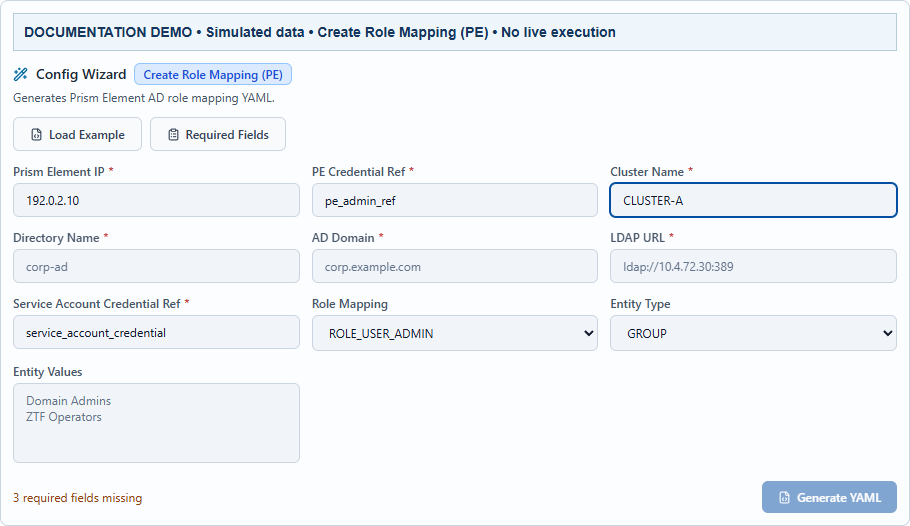 DOCUMENTATION DEMO • Simulated data • Create Role Mapping (PE) • No live execution
Config Wizard Create Role Mapping (PE)
Generates Prism Element AD role mapping YAML.
Load Example Required Fields
Prism Element IP * PE Credential Ref * Cluster Name *
192.0.2.10 pe_admin_ref CLUSTER-A
Directory Name * AD Domain * LDAP URL *
corp-ad corp.example.com ldap://10.4.72.30:389
Service Account Credential Ref * Role Mapping Entity Type
service_account_credential ROLE_USER_ADMIN GROUP
Entity Values
Domain Admins
ZTF Operators
3 required fields missing Generate YAML